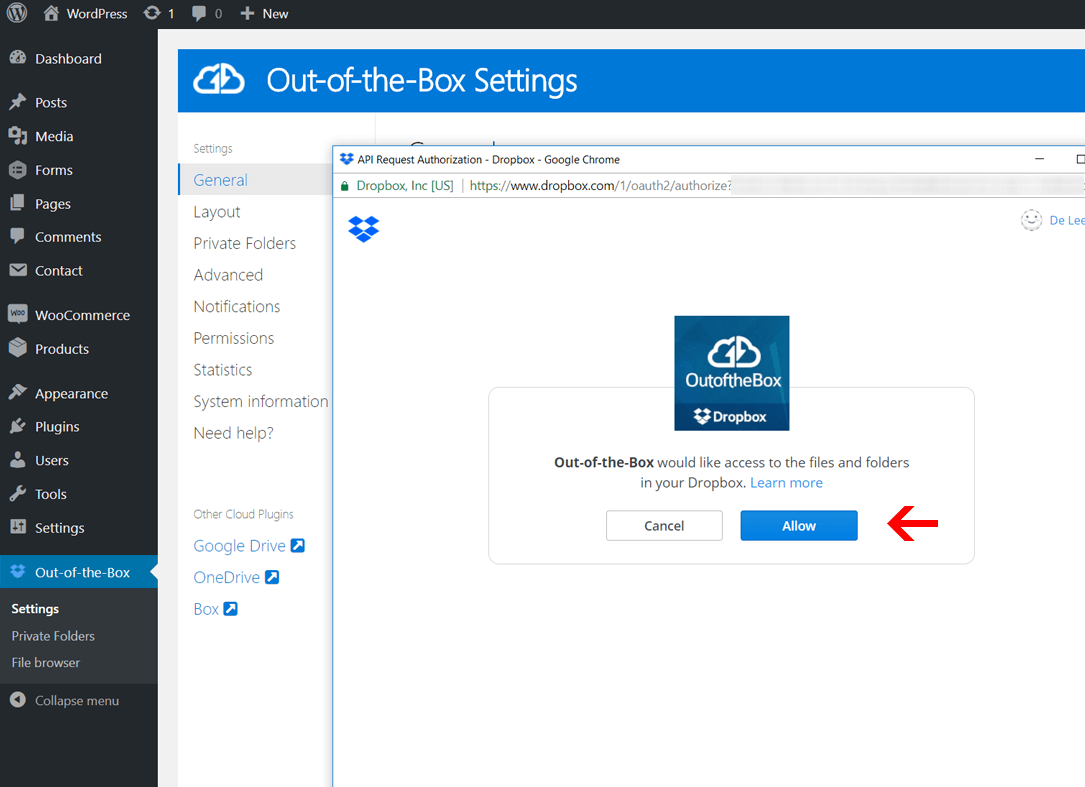 WordPress 1 0 New
Dashboard
Posts
Media
Forms
Pages
Comments
Contact
WOO WooCommerce
Products
Appearance
Plugins
Users
Tools
Settings
Out-of-the-Box
Settings
Private Folders
File browser
Collapse menu
Out-of-the-Box Settings
Settings
General
Layout
Private Folders
Advanced
Notifications
Permissions
Statistics
System information
Need help?
Other Cloud Plugins
Google Drive
OneDrive
Box
API Request Authorization - Dropbox - Google Chrome
Dropbox, Inc [US] https://www.dropbox.com/1/oauth2/authorize?
De Lee
OutoftheBox
Dropbox
Out-of-the-Box would like access to the files and folders
in your Dropbox. Learn more
Cancel Allow